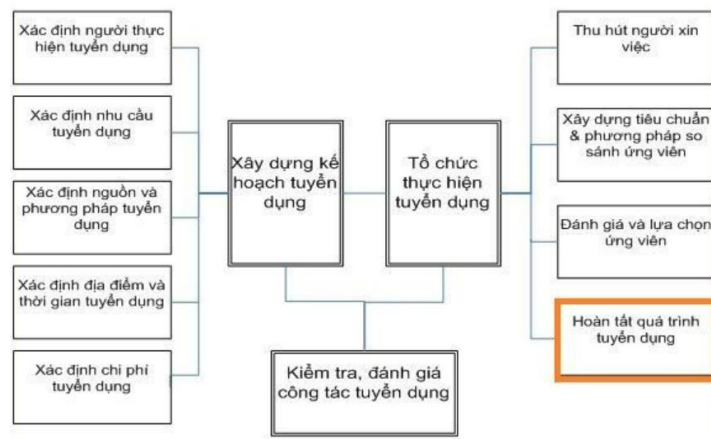 Xác định người thực
hiện tuyển dụng
Xác định nhu cầu
tuyển dụng
Xác định nguồn và
phương pháp tuyển
dụng
Xác định địa điểm và
thời gian tuyển dụng
Xác định chi phí
tuyển dụng
Xây dựng kế
hoạch tuyển
dụng
Tổ chức
thực hiện
tuyển dụng
Kiểm tra, đánh giá
công tác tuyển dụng
Thu hút người xin
việc
Xây dựng tiêu chuẩn
& phương pháp so
sánh ứng viên
Đánh giá và lựa chọn
ứng viên
Hoàn tất quá trình
tuyển dụng